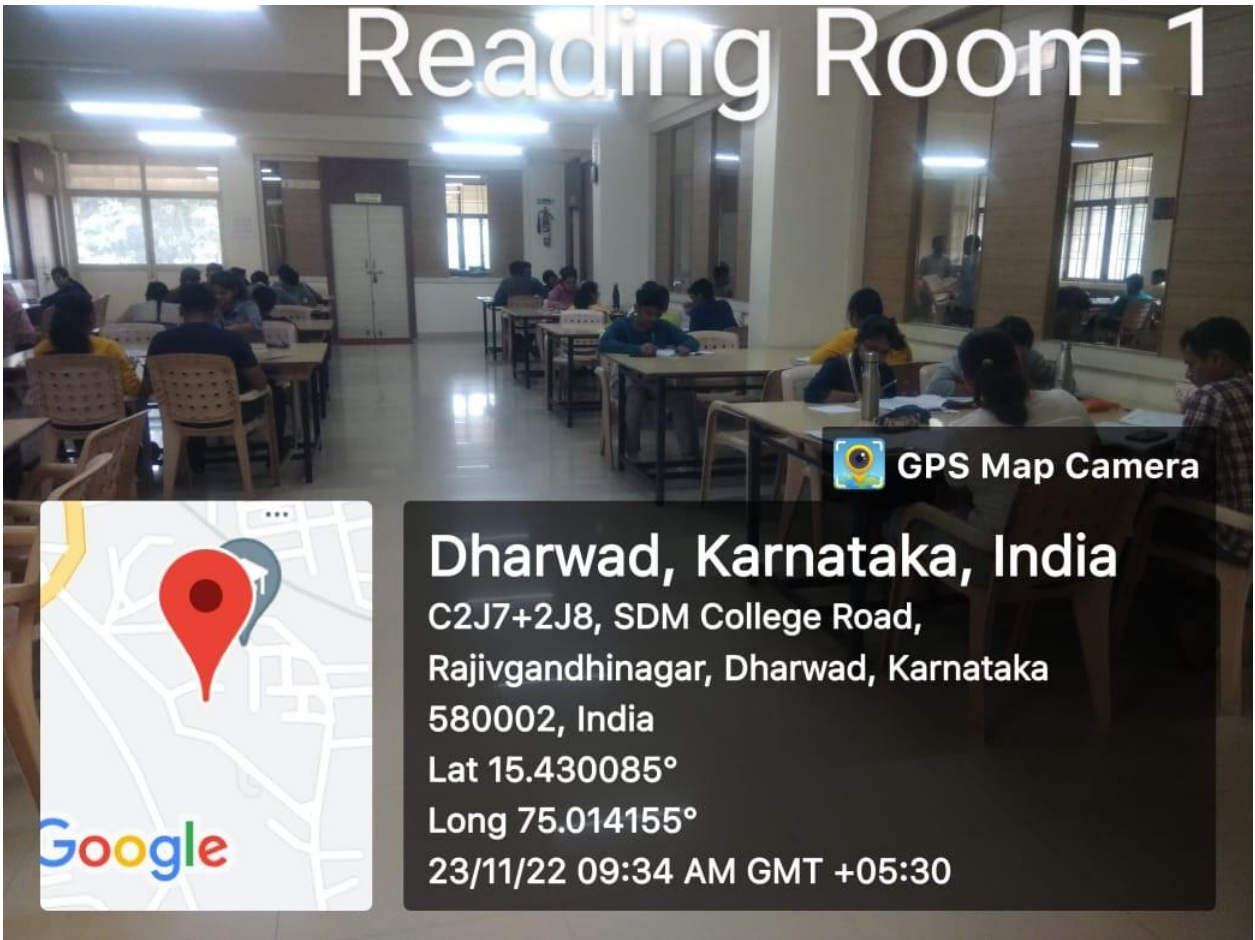 Reading Room 1
GPS Map Camera
Dharwad, Karnataka, India
C2J7+2J8, SDM College Road,
Rajivgandhinagar, Dharwad, Karnataka
580002, India
Lat 15.430085°
Long 75.014155°
23/11/22 09:34 AM GMT +05:30
Google